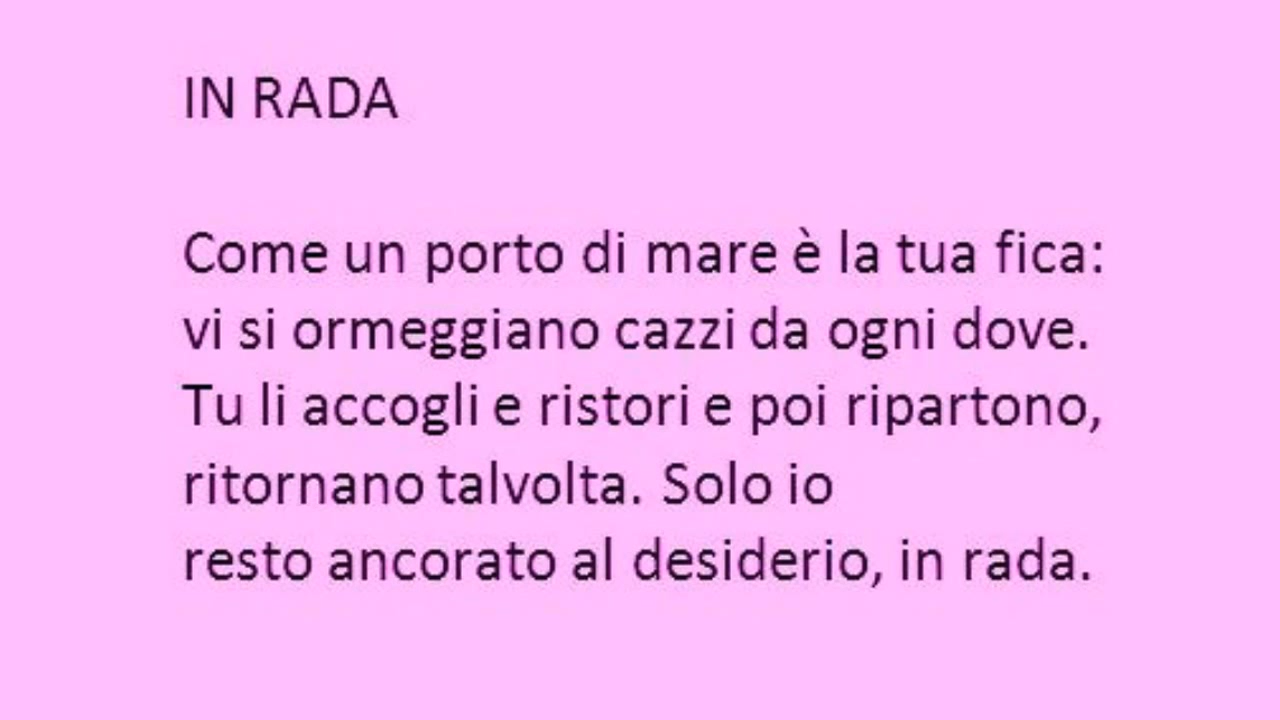 IN RADA
Come un porto di mare è la tua fica:
vi si ormeggiano cazzi da ogni dove.
Tu li accogli e ristori e poi ripartono,
ritornano talvolta. Solo io
resto ancorato al desiderio, in rada.